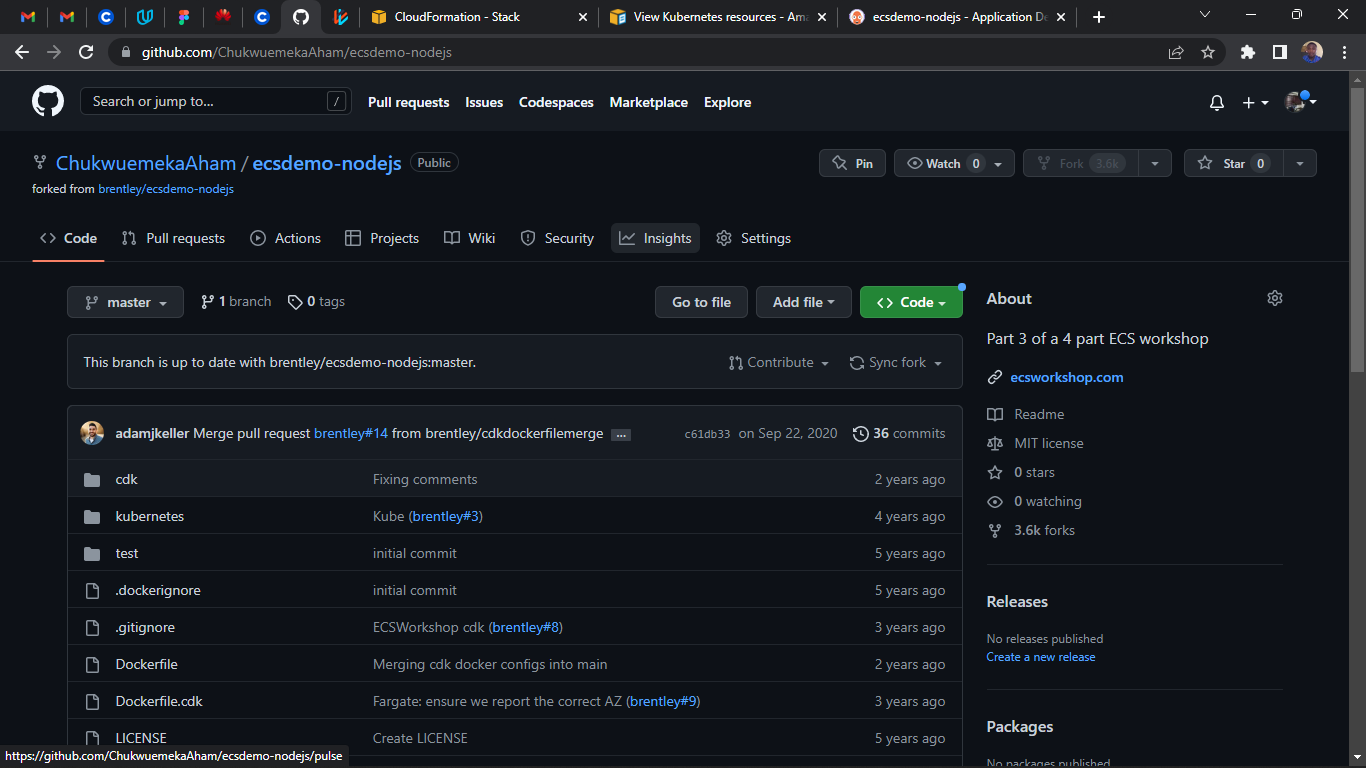 CloudFormation - Stack
View Kubernetes resources - Ama
ecsdemo-nodejs - Application De
github.com/ChukwuemekaAham/ecsdemo-nodejs
Search or jump to...
/
Pull requests
Issues
Codespaces
Marketplace
Explore
ChukwuemekaAham / ecsdemo-nodejs
Public
Pin
Watch 0
Fork 3.6k
Star 0
forked from brentley/ecsdemo-nodejs
Code
Pull requests
Actions
Projects
Wiki
Security
Insights
Settings
master
1 branch
0 tags
Go to file
Add file
Code
This branch is up to date with brentley/ecsdemo-nodejs:master.
Contribute
Sync fork
adamjkeller Merge pull request brentley#14 from brentley/cdkdockerfilemerge ...
c61db33 on Sep 22, 2020
36 commits
cdk Fixing comments 2 years ago
kubernetes Kube (brentley#3) 4 years ago
test initial commit 5 years ago
.dockerignore initial commit 5 years ago
.gitignore ECSWorkshop cdk (brentley#8) 3 years ago
Dockerfile Merging cdk docker configs into main 2 years ago
Dockerfile.cdk Fargate: ensure we report the correct AZ (brentley#9) 3 years ago
LICENSE Create LICENSE 5 years ago
About
Part 3 of a 4 part ECS workshop
ecsworkshop.com
Readme
MIT license
0 stars
0 watching
3.6k forks
Releases
No releases published
Create a new release
Packages
No packages published
https://github.com/ChukwuemekaAham/ecsdemo-nodejs/pulse